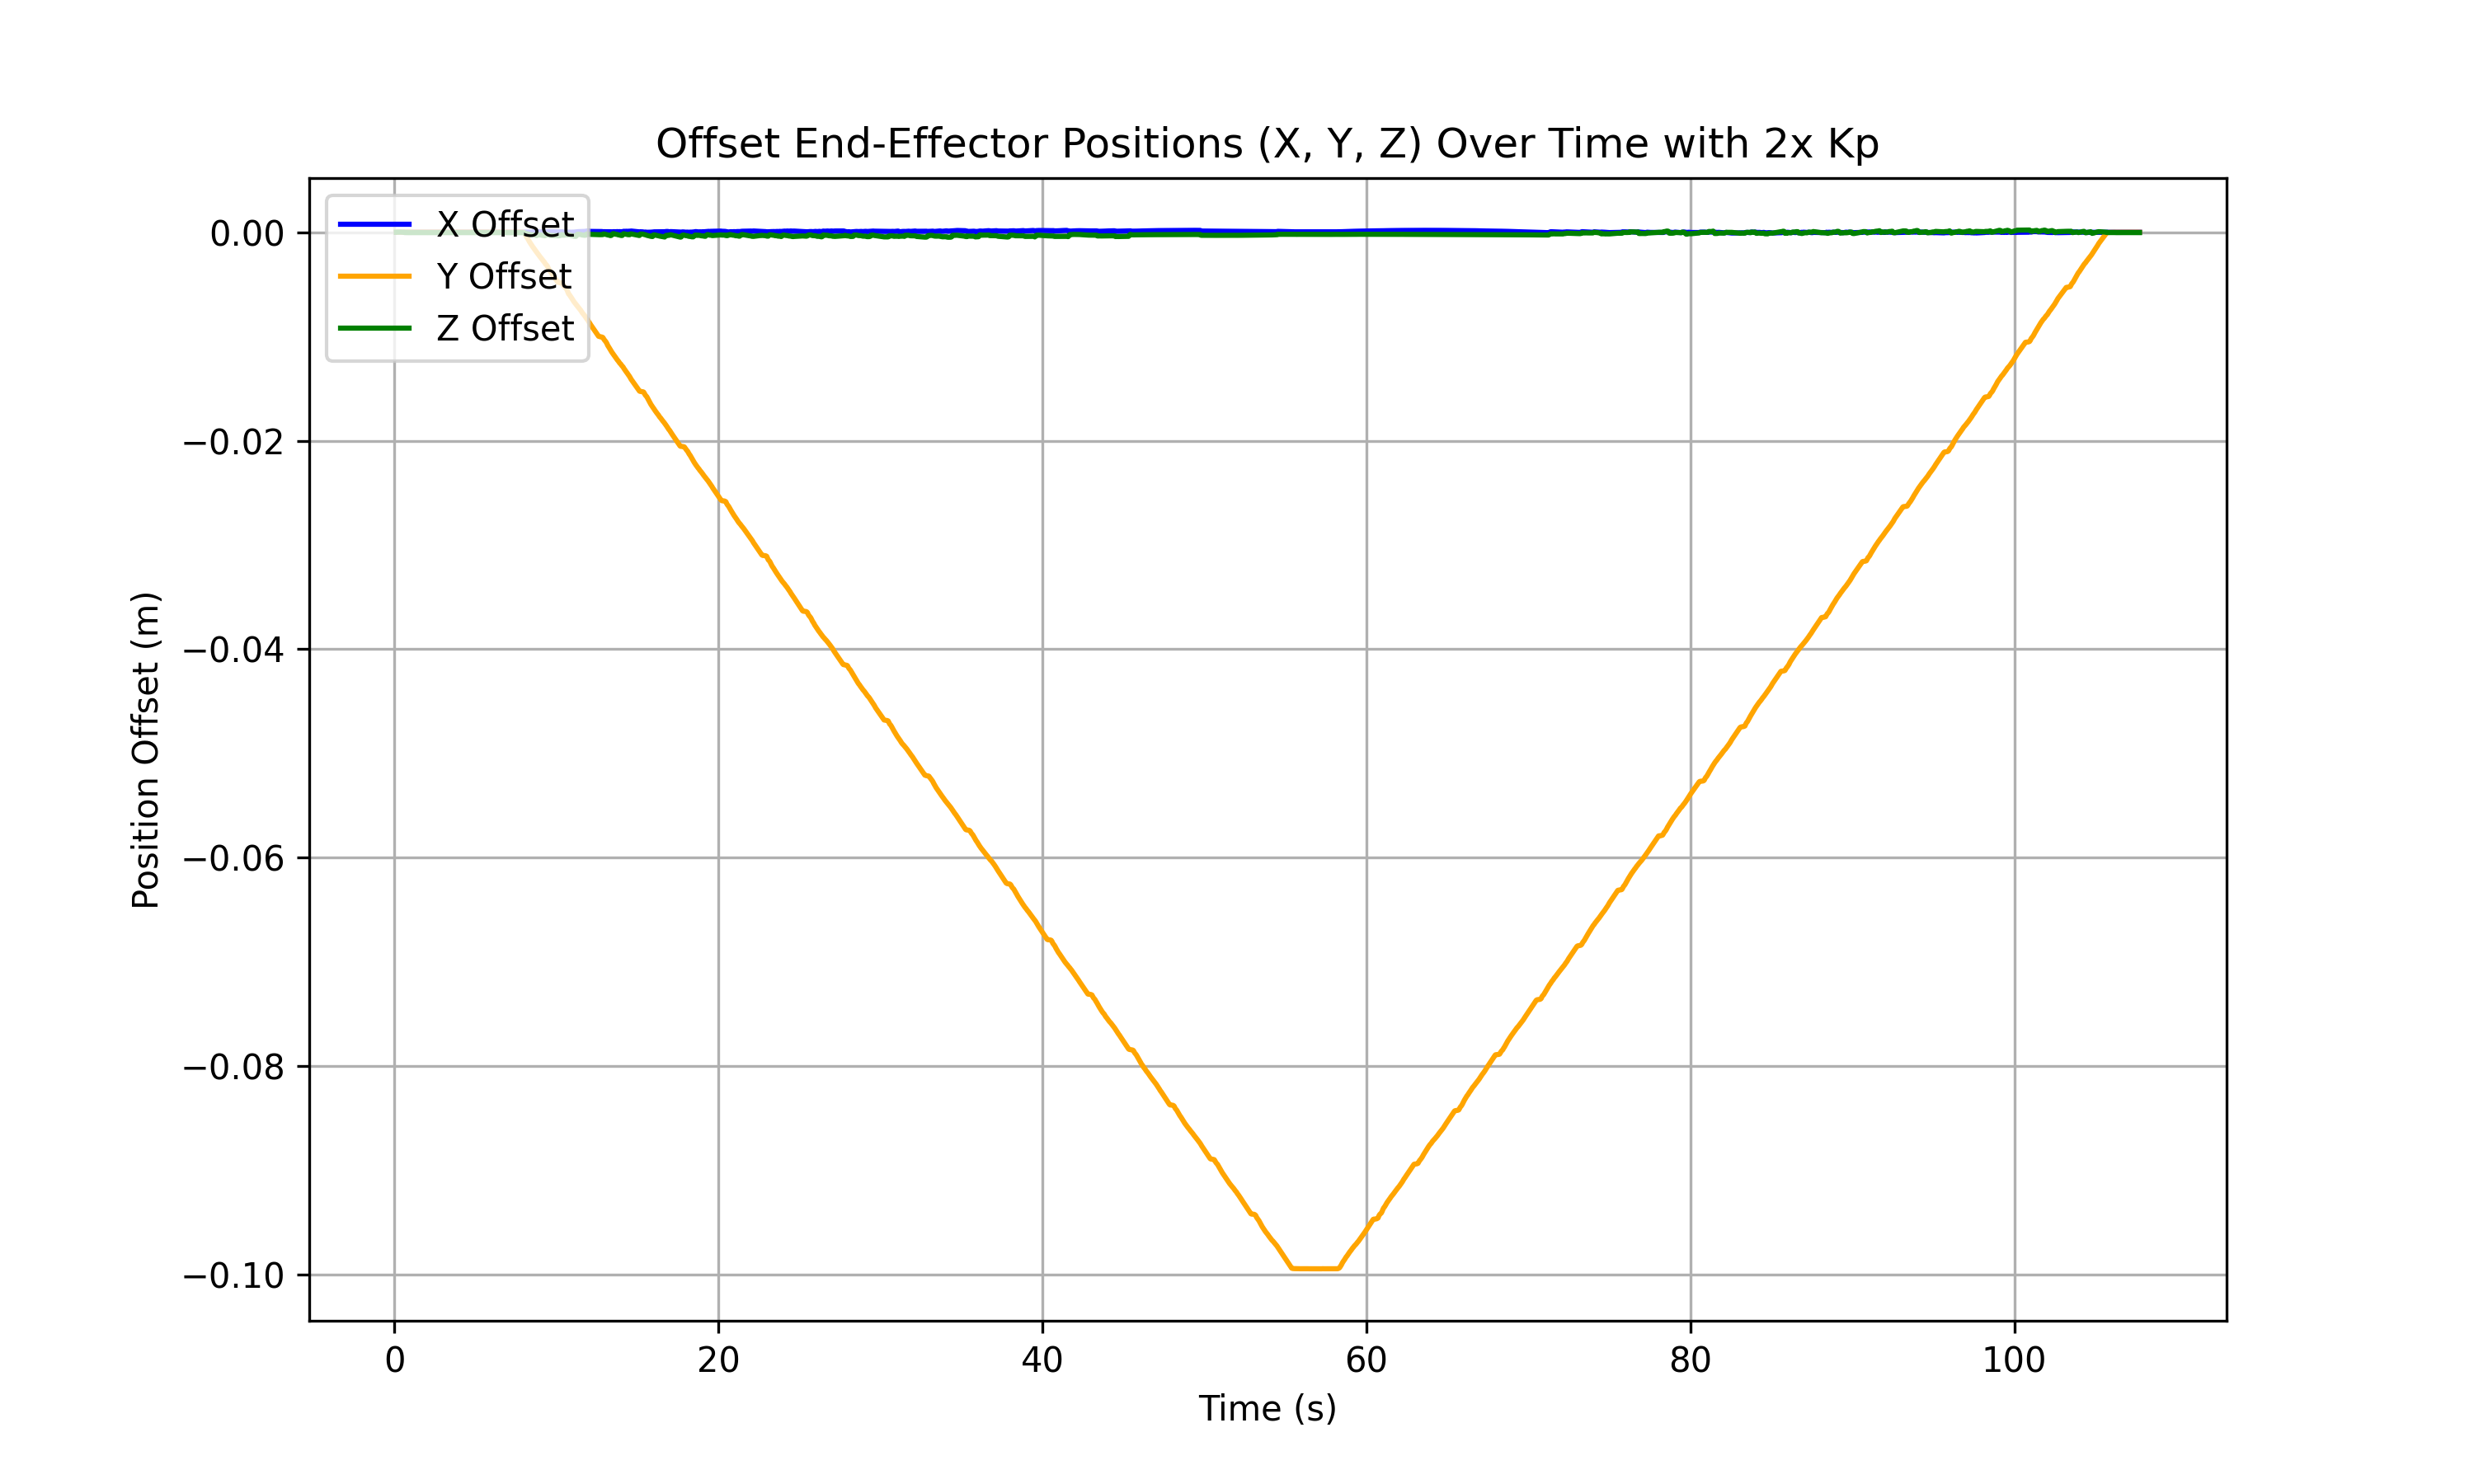 Offset End-Effector Positions (X, Y, Z) Over Time with 2x Kp
X Offset
Y Offset
Z Offset
0.00
−0.02
−0.04
−0.06
−0.08
−0.10
Position Offset (m)
0 20 40 60 80 100
Time (s)